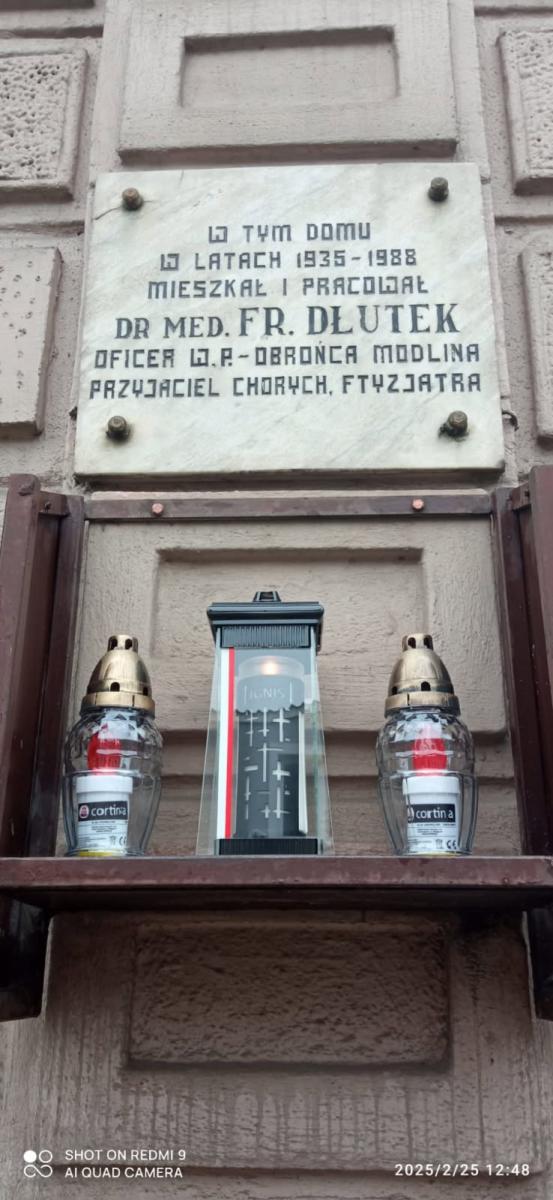 W TYM DOMU
W LATACH 1935-1988
MIESZKAŁ I PRACOWAŁ
DR MED. FR. DŁUTEK
OFICER W.P.-OBROŃCA MODLINA
PRZYJACIEL CHORYCH, FTYZJATRA
IGNIS
cortina
cortina
SHOT ON REDMI 9
AI QUAD CAMERA
2025/2/25 12:48